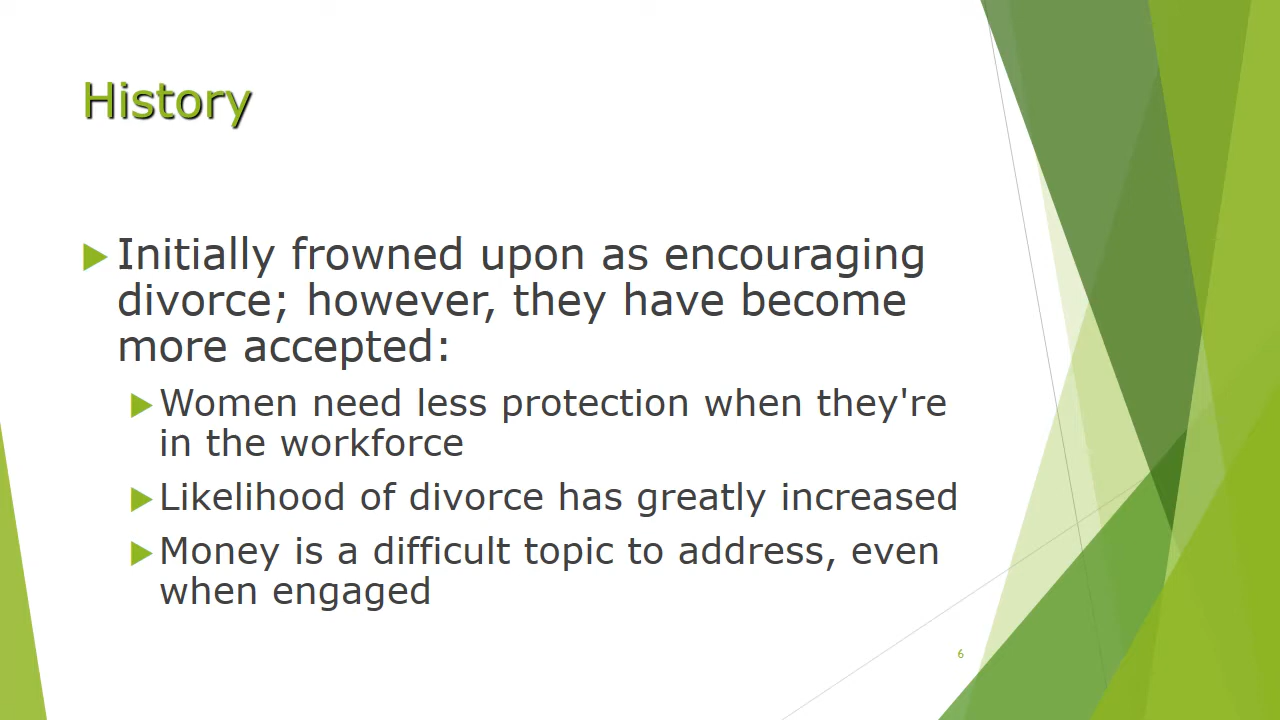 History
Initially frowned upon as encouraging
divorce; however, they have become
more accepted:
Women need less protection when they're
in the workforce
Likelihood of divorce has greatly increased
Money is a difficult topic to address, even
when engaged
6